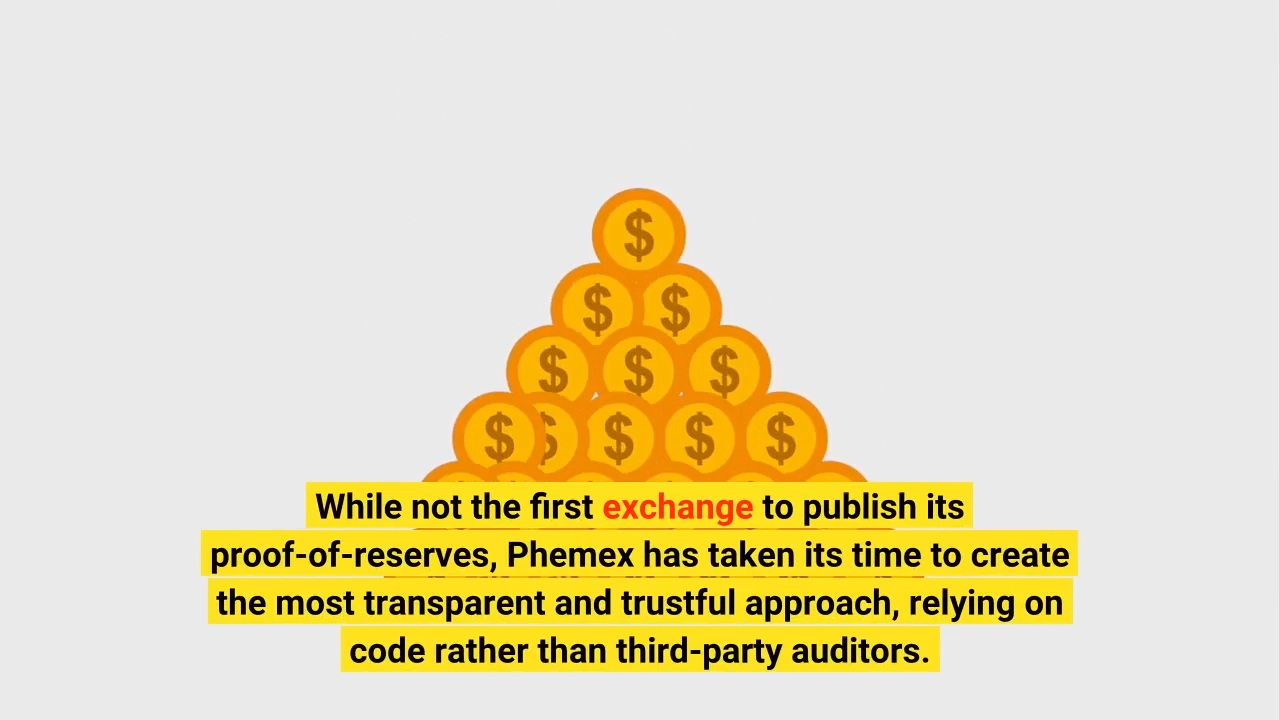 $
$ $
$ $ $
$ $ $ $ $
While not the first exchange to publish its
proof-of-reserves, Phemex has taken its time to create
the most transparent and trustful approach, relying on
code rather than third-party auditors.